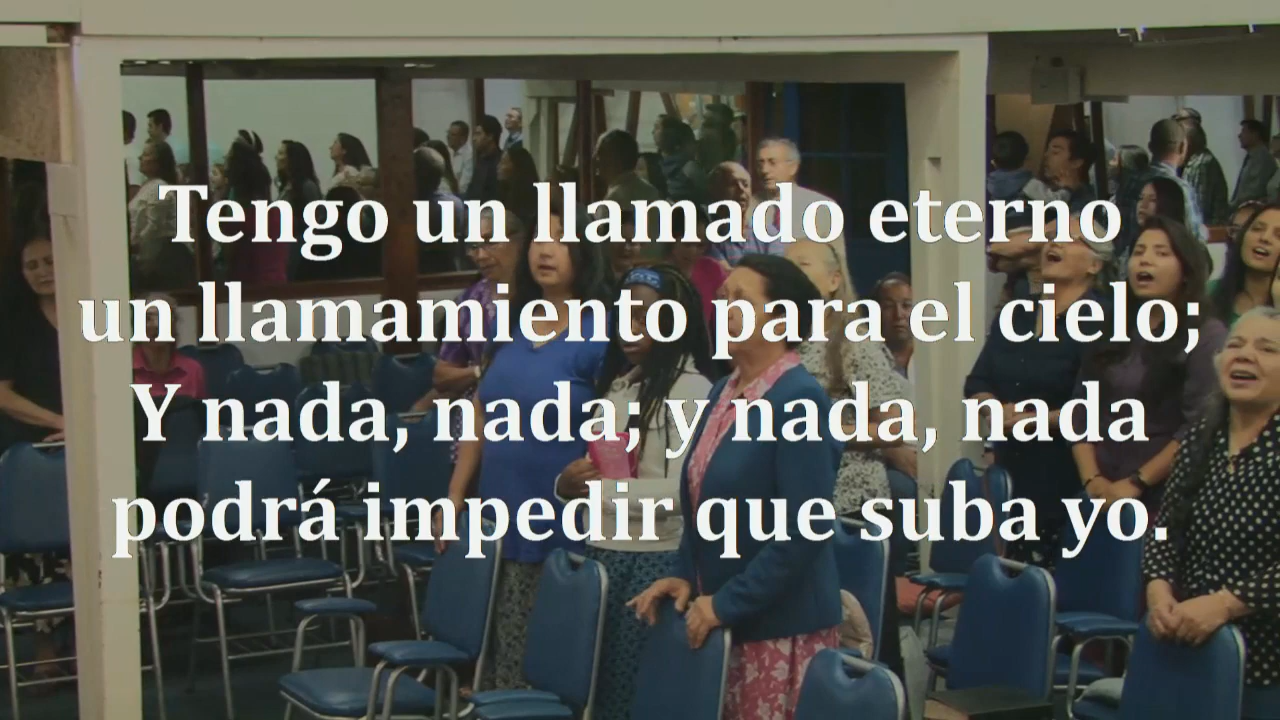 Tengo un llamado eterno
un llamamiento para el cielo;
Y nada, nada; y nada, nada
podrá impedir que suba yo.